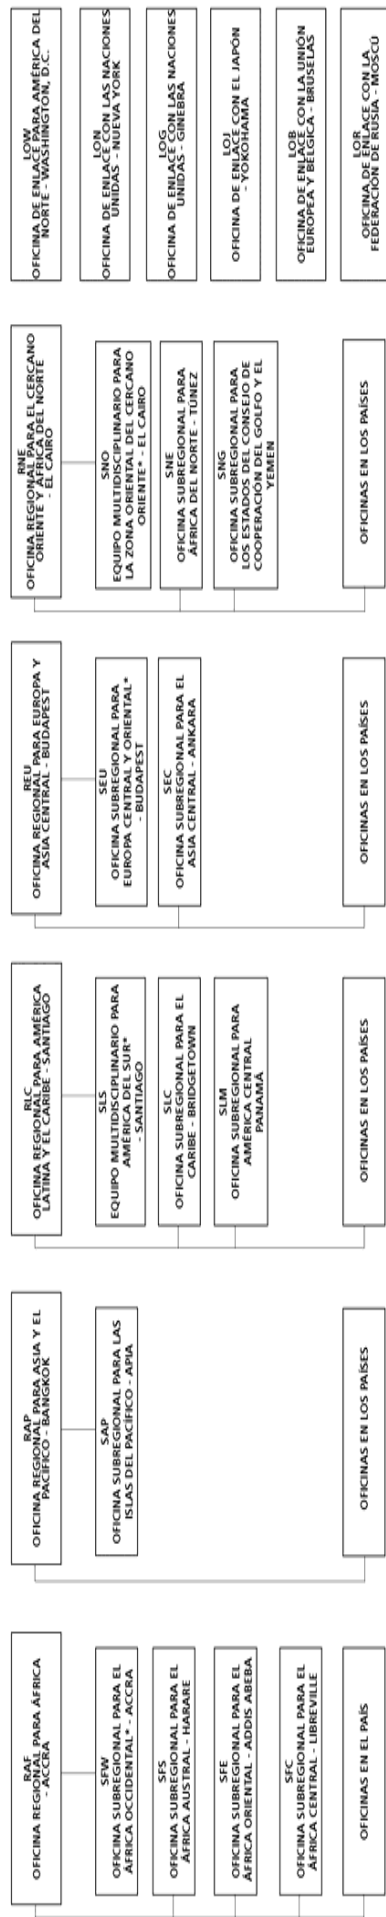 RAF
OFICINA REGIONAL PARA ÁFRICA
- ACCRA
SFW
OFICINA SUBREGIONAL PARA EL
ÁFRICA OCCIDENTAL* - ACCRA
SFS
OFICINA SUBREGIONAL PARA EL
ÁFRICA AUSTRAL - HARARE
SFE
OFICINA SUBREGIONAL PARA EL
ÁFRICA ORIENTAL - ADDIS ABEBA
SFC
OFICINA SUBREGIONAL PARA EL
ÁFRICA CENTRAL - LIBREVILLE
OFICINAS EN EL PAÍS
RAP
OFICINA REGIONAL PARA ASIA Y EL
PACÍFICO - BANGKOK
SAP
OFICINA SUBREGIONAL PARA LAS
ISLAS DEL PACÍFICO - APIA
OFICINAS EN LOS PAÍSES
RLC
OFICINA REGIONAL PARA AMÉRICA
LATINA Y EL CARIBE - SANTIAGO
SLS
EQUIPO MULTIDISCIPLINARIO PARA
AMÉRICA DEL SUR*
- SANTIAGO
SLC
OFICINA SUBREGIONAL PARA EL
CARIBE - BRIDGETOWN
SLM
OFICINA SUBREGIONAL PARA
AMÉRICA CENTRAL
PANAMÁ
OFICINAS EN LOS PAÍSES
REU
OFICINA REGIONAL PARA EUROPA Y
ASIA CENTRAL - BUDAPEST
SEU
OFICINA SUBREGIONAL PARA
EUROPA CENTRAL Y ORIENTAL*
- BUDAPEST
SEC
OFICINA SUBREGIONAL PARA EL
ASIA CENTRAL - ANKARA
OFICINAS EN LOS PAÍSES
RNE
OFICINA REGIONAL PARA EL CERCANO
ORIENTE Y ÁFRICA DEL NORTE
- EL CAIRO
SNO
EQUIPO MULTIDISCIPLINARIO PARA
LA ZONA ORIENTAL DEL CERCANO
ORIENTE* - EL CAIRO
SNE
OFICINA SUBREGIONAL PARA
ÁFRICA DEL NORTE - TÚNEZ
SNG
OFICINA SUBREGIONAL PARA
LOS ESTADOS DEL CONSEJO DE
COOPERACIÓN DEL GOLFO Y EL
YEMEN
OFICINAS EN LOS PAÍSES
LOW
OFICINA DE ENLACE PARA AMÉRICA DEL
NORTE - WASHINGTON, D.C.
LON
OFICINA DE ENLACE CON LAS NACIONES
UNIDAS - NUEVA YORK
LOG
OFICINA DE ENLACE CON LAS NACIONES
UNIDAS - GINEBRA
LOJ
OFICINA DE ENLACE CON EL JAPÓN
- YOKOHAMA
LOB
OFICINA DE ENLACE CON LA UNIÓN
EUROPEA Y BÉLGICA - BRUSELAS
LOR
OFICINA DE ENLACE CON LA
FEDERACIÓN DE RUSIA - MOSCÚ